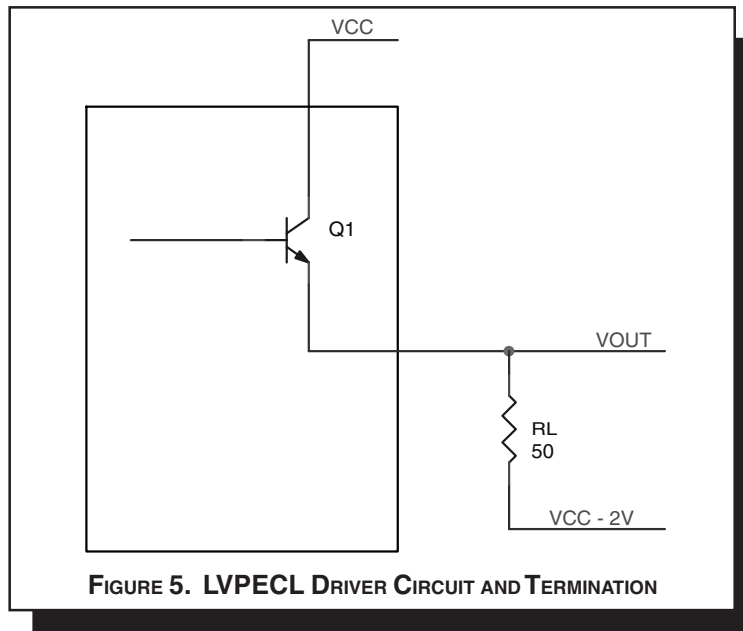 VCC
Q1
VOUT
RL
50
VCC - 2V
FIGURE 5. LVPECL DRIVER CIRCUIT AND TERMINATION